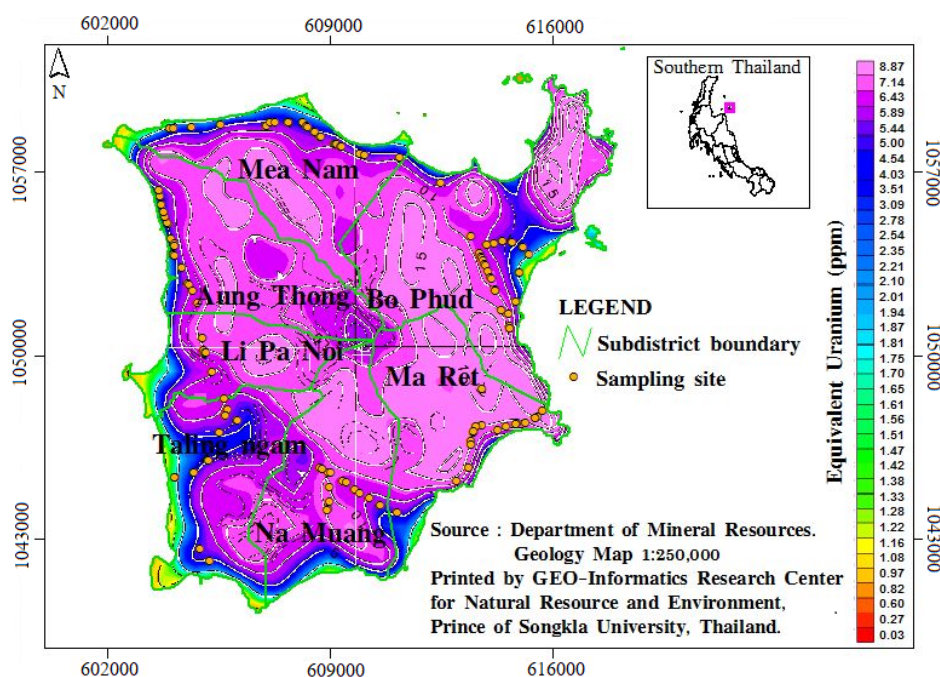 602000 609000 616000
N
Southern Thailand
1057000
1050000
1043000
1057000
1050000
1043000
Mea Nam
10
15
15
Aung Thong
Bo Phud
Li Pa Noi
Ma Ret
Taling ngam
Na Muang
LEGEND
Subdistrict boundary
Sampling site
Source : Department of Mineral Resources.
Geology Map 1:250,000
Printed by GEO-Informatics Research Center
for Natural Resource and Environment,
Prince of Songkla University, Thailand.
Equivalent Uranium (ppm)
8.87
7.14
6.43
5.89
5.44
5.00
4.54
4.03
3.51
3.09
2.78
2.54
2.35
2.21
2.10
2.01
1.94
1.87
1.81
1.75
1.70
1.65
1.61
1.56
1.51
1.47
1.42
1.38
1.33
1.28
1.22
1.16
1.08
0.97
0.82
0.60
0.27
0.03
602000 609000 616000